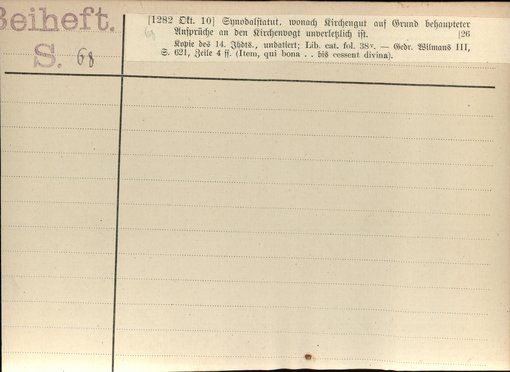 Beiheft.
S. 68
[1282 Okt. 10] Synodalstatut, wonach Kirchengut auf Grund behaupteter
Ansprüche an den Kirchenvogt unverletzlich ist. [26
Kopie des 14. Jhdts., undatiert; Lib. cat. fol. 38v. — Gedr. Wilmans III,
S. 621, Zeile 4 ff. (Item, qui bona . . bis cessent divina).